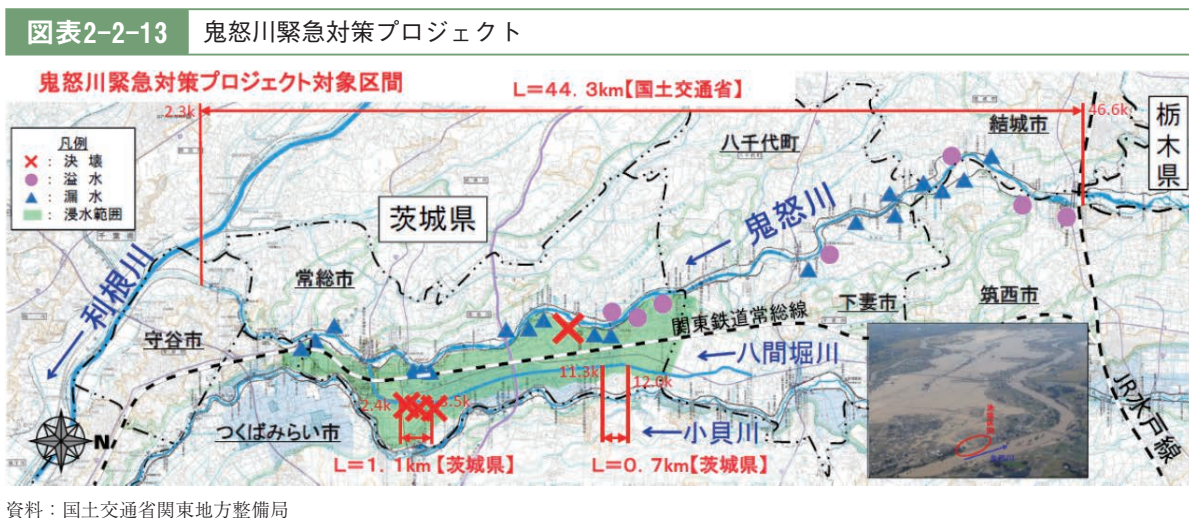 図表2-2-13 鬼怒川緊急対策プロジェクト
鬼怒川緊急対策プロジェクト対象区間
L=44.3km【国土交通省】
2.3k
46.6k
凡例
×：決壊
●：溢水
▲：漏水
：浸水範囲
栃木県
結城市
八千代町
茨城県
鬼怒川
利根川
千葉県
常総市
守谷市
下妻市
筑西市
関東鉄道常総線
八間堀川
11.3k
12.0k
2.4k
3.5k
小貝川
つくばみらい市
JR水戸線
N
L=1.1km【茨城県】
L=0.7km【茨城県】
資料：国土交通省関東地方整備局